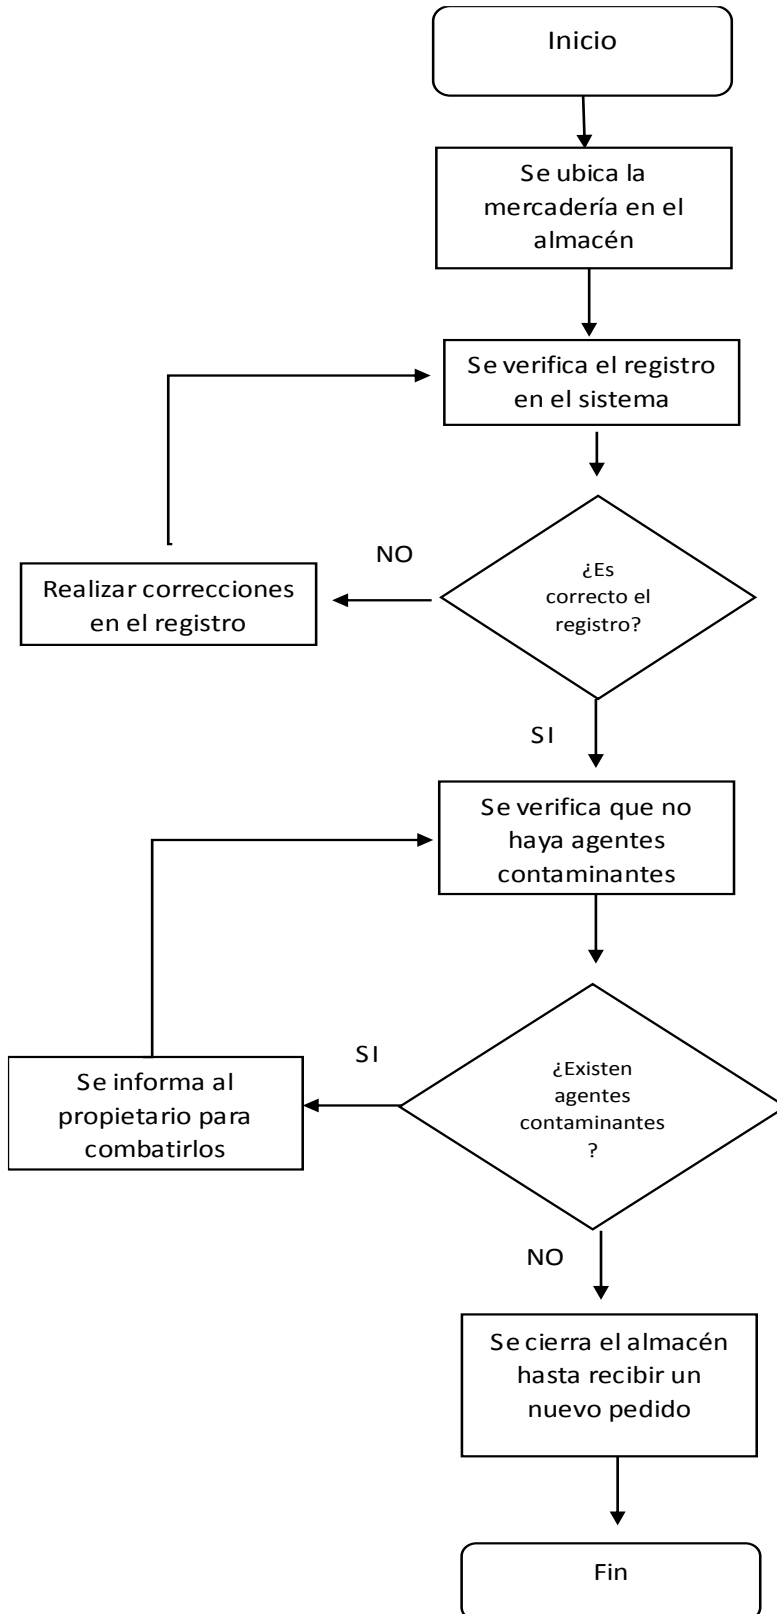 Inicio
Se ubica la
mercadería en el
almacén
Se verifica el registro
en el sistema
NO
¿Es
correcto el
registro?
Realizar correcciones
en el registro
SI
Se verifica que no
haya agentes
contaminantes
SI
¿Existen
agentes
contaminantes
?
Se informa al
propietario para
combatirlos
NO
Se cierra el almacén
hasta recibir un
nuevo pedido
Fin